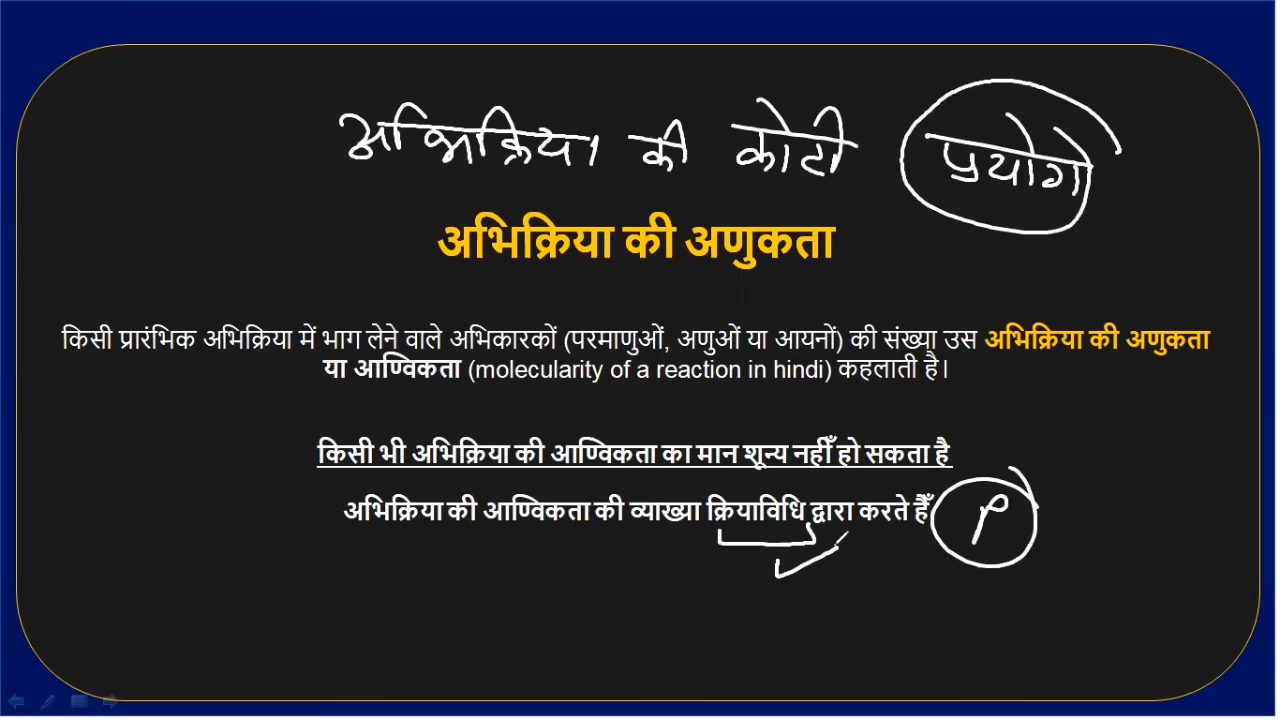 अभिक्रिया की कोटी प्रयोगो
अभिक्रिया की अणुकता
किसी प्रारंभिक अभिक्रिया में भाग लेने वाले अभिकारकों (परमाणुओं, अणुओं या आयनों) की संख्या उस अभिक्रिया की अणुकता
या आण्विकता (molecularity of a reaction in hindi) कहलाती है।
किसी भी अभिक्रिया की आण्विकता का मान शून्य नहीँ हो सकता है
अभिक्रिया की आण्विकता की व्याख्या क्रियाविधि द्वारा करते हैँ